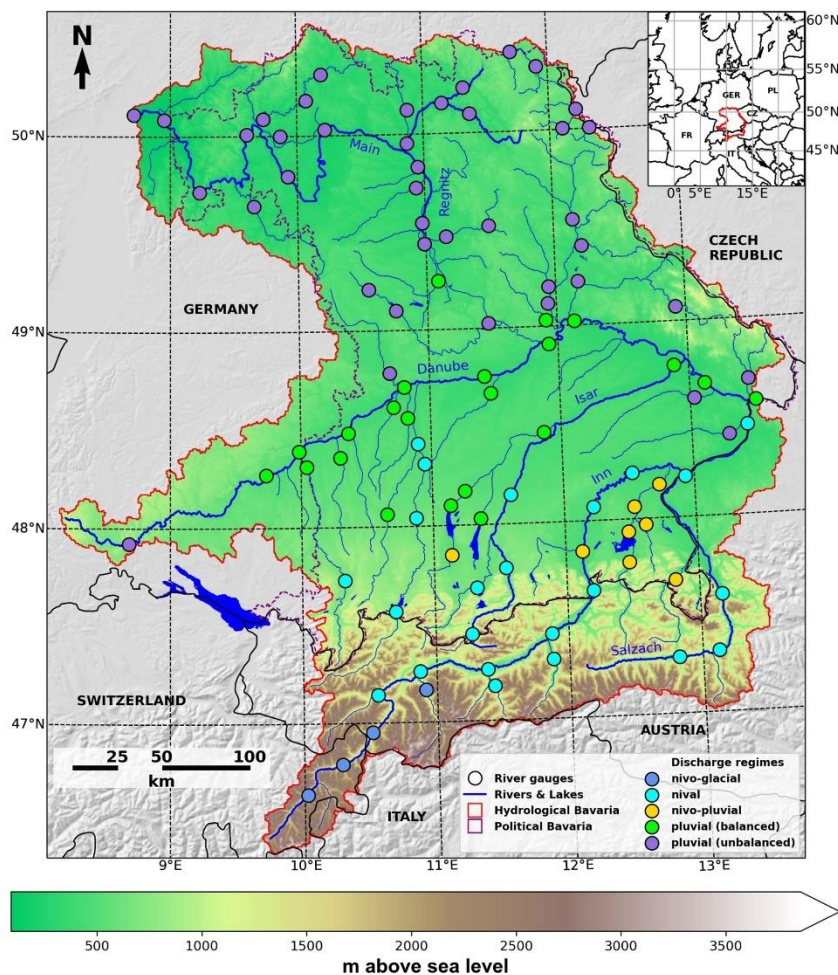 N
60°N
55°N
50°N
45°N
GER
PL
CZ
FR
IT
0°
5°E
15°E
50°N
Main
Regnitz
CZECH
REPUBLIC
GERMANY
49°N
Danube
Isar
Inn
48°N
Salzach
SWITZERLAND
47°N
AUSTRIA
25 50 100
km
ITALY
River gauges
Rivers & Lakes
Hydrological Bavaria
Political Bavaria
Discharge regimes
nivo-glacial
nival
nivo-pluvial
pluvial (balanced)
pluvial (unbalanced)
9°E 10°E 11°E 12°E 13°E
500 1000 1500 2000 2500 3000 3500
m above sea level